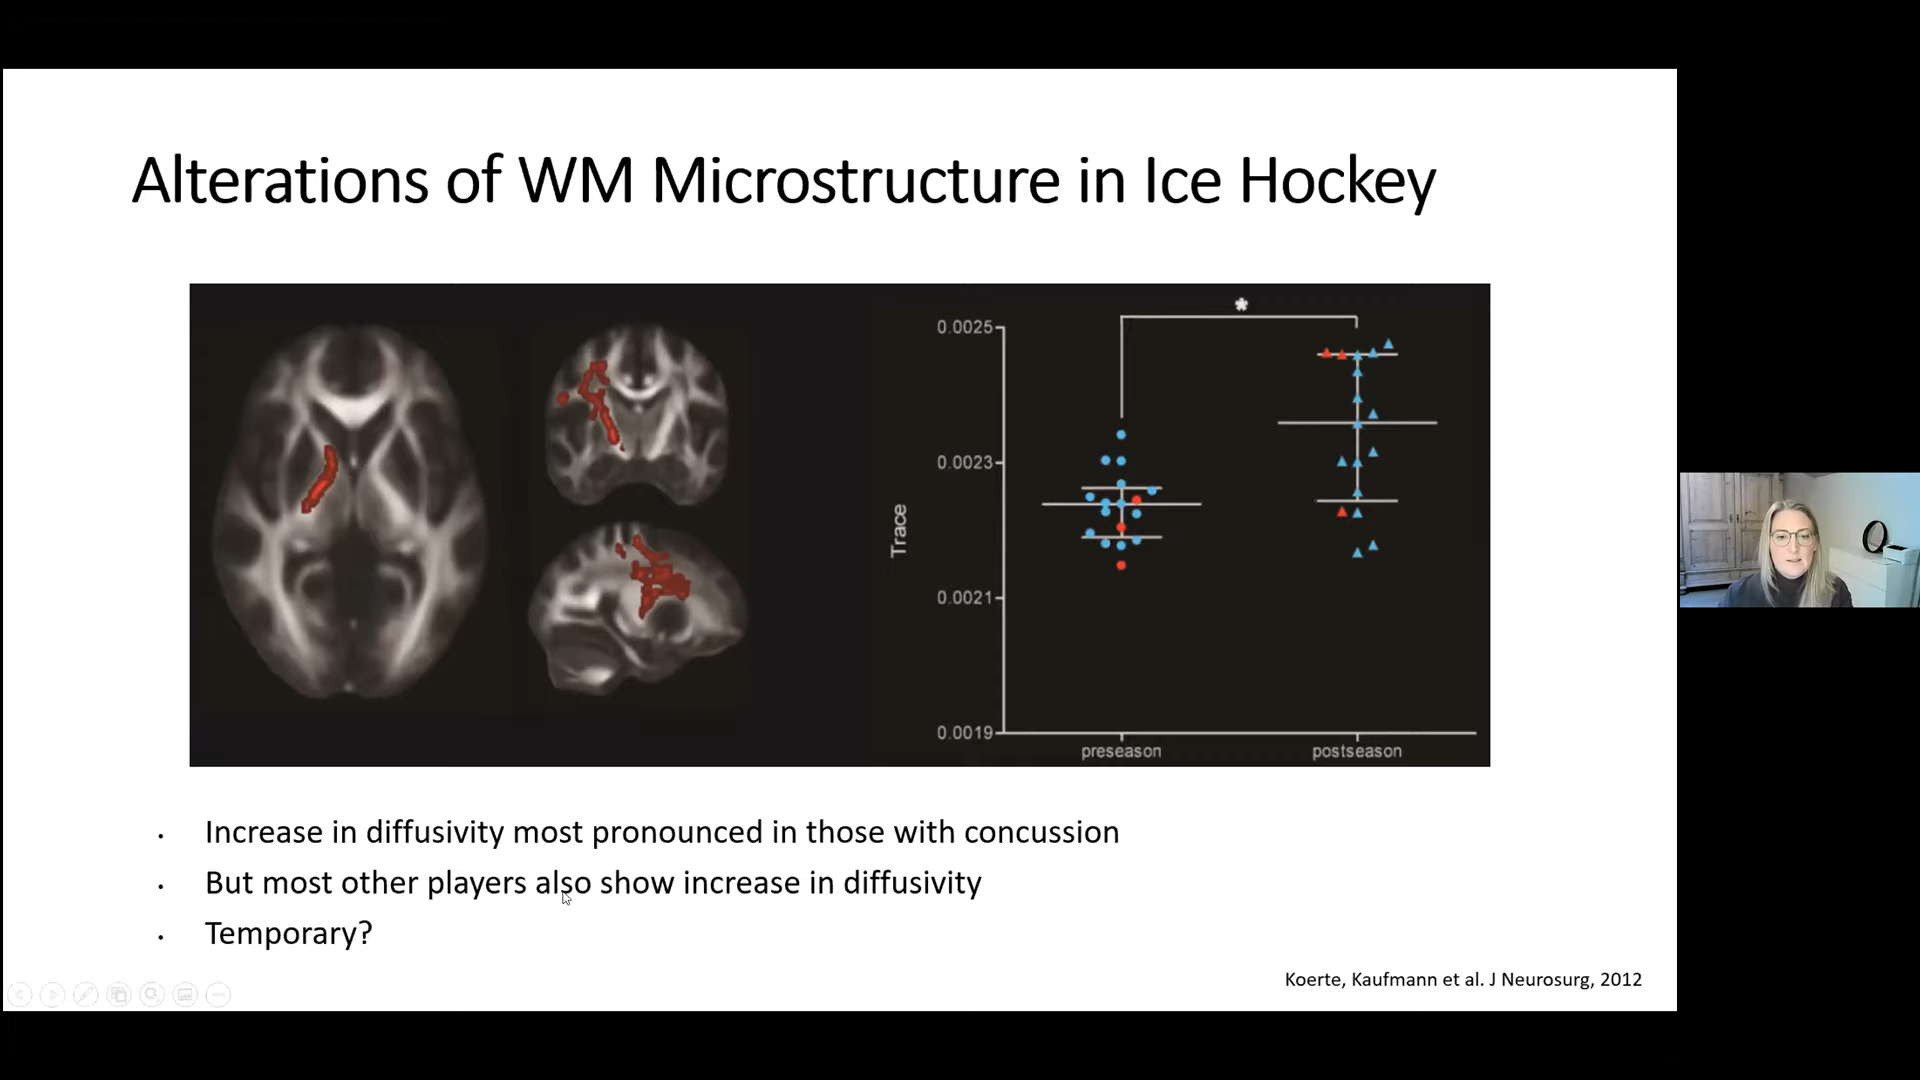 Alterations of WM Microstructure in Ice Hockey
*
0.0025
0.0023
0.0021
0.0019
Trace
preseason
postseason
• Increase in diffusivity most pronounced in those with concussion
• But most other players also show increase in diffusivity
• Temporary?
Koerte, Kaufmann et al. J Neurosurg, 2012